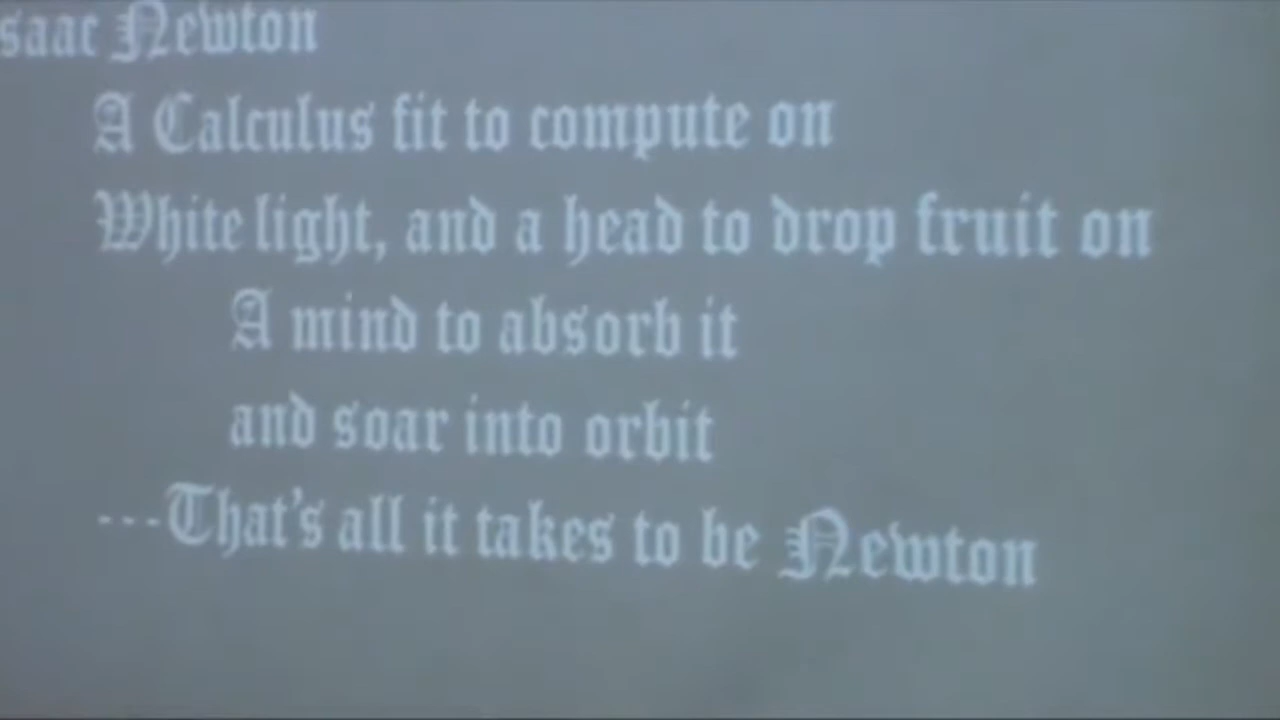 saac Newton
A Calculus fit to compute on
White light, and a head to drop fruit on
A mind to absorb it
and soar into orbit
---That's all it takes to be Newton